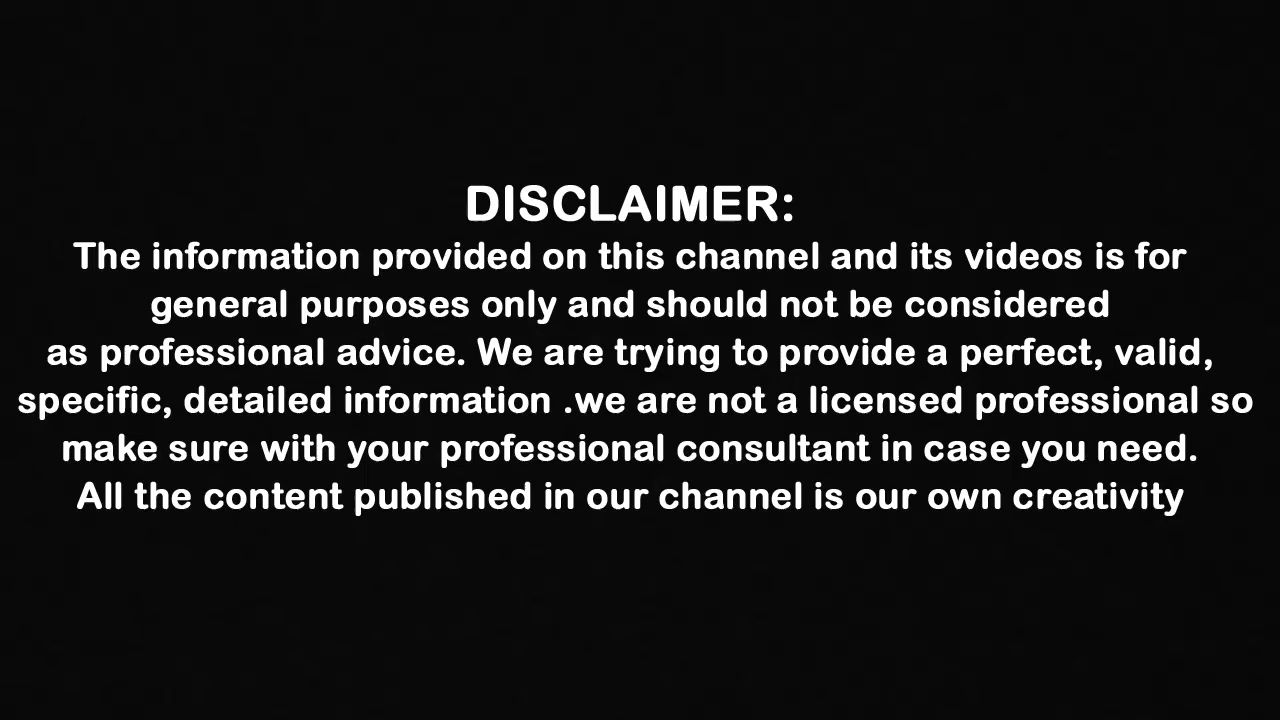 DISCLAIMER:
The information provided on this channel and its videos is for
general purposes only and should not be considered
as professional advice. We are trying to provide a perfect, valid,
specific, detailed information .we are not a licensed professional so
make sure with your professional consultant in case you need.
All the content published in our channel is our own creativity